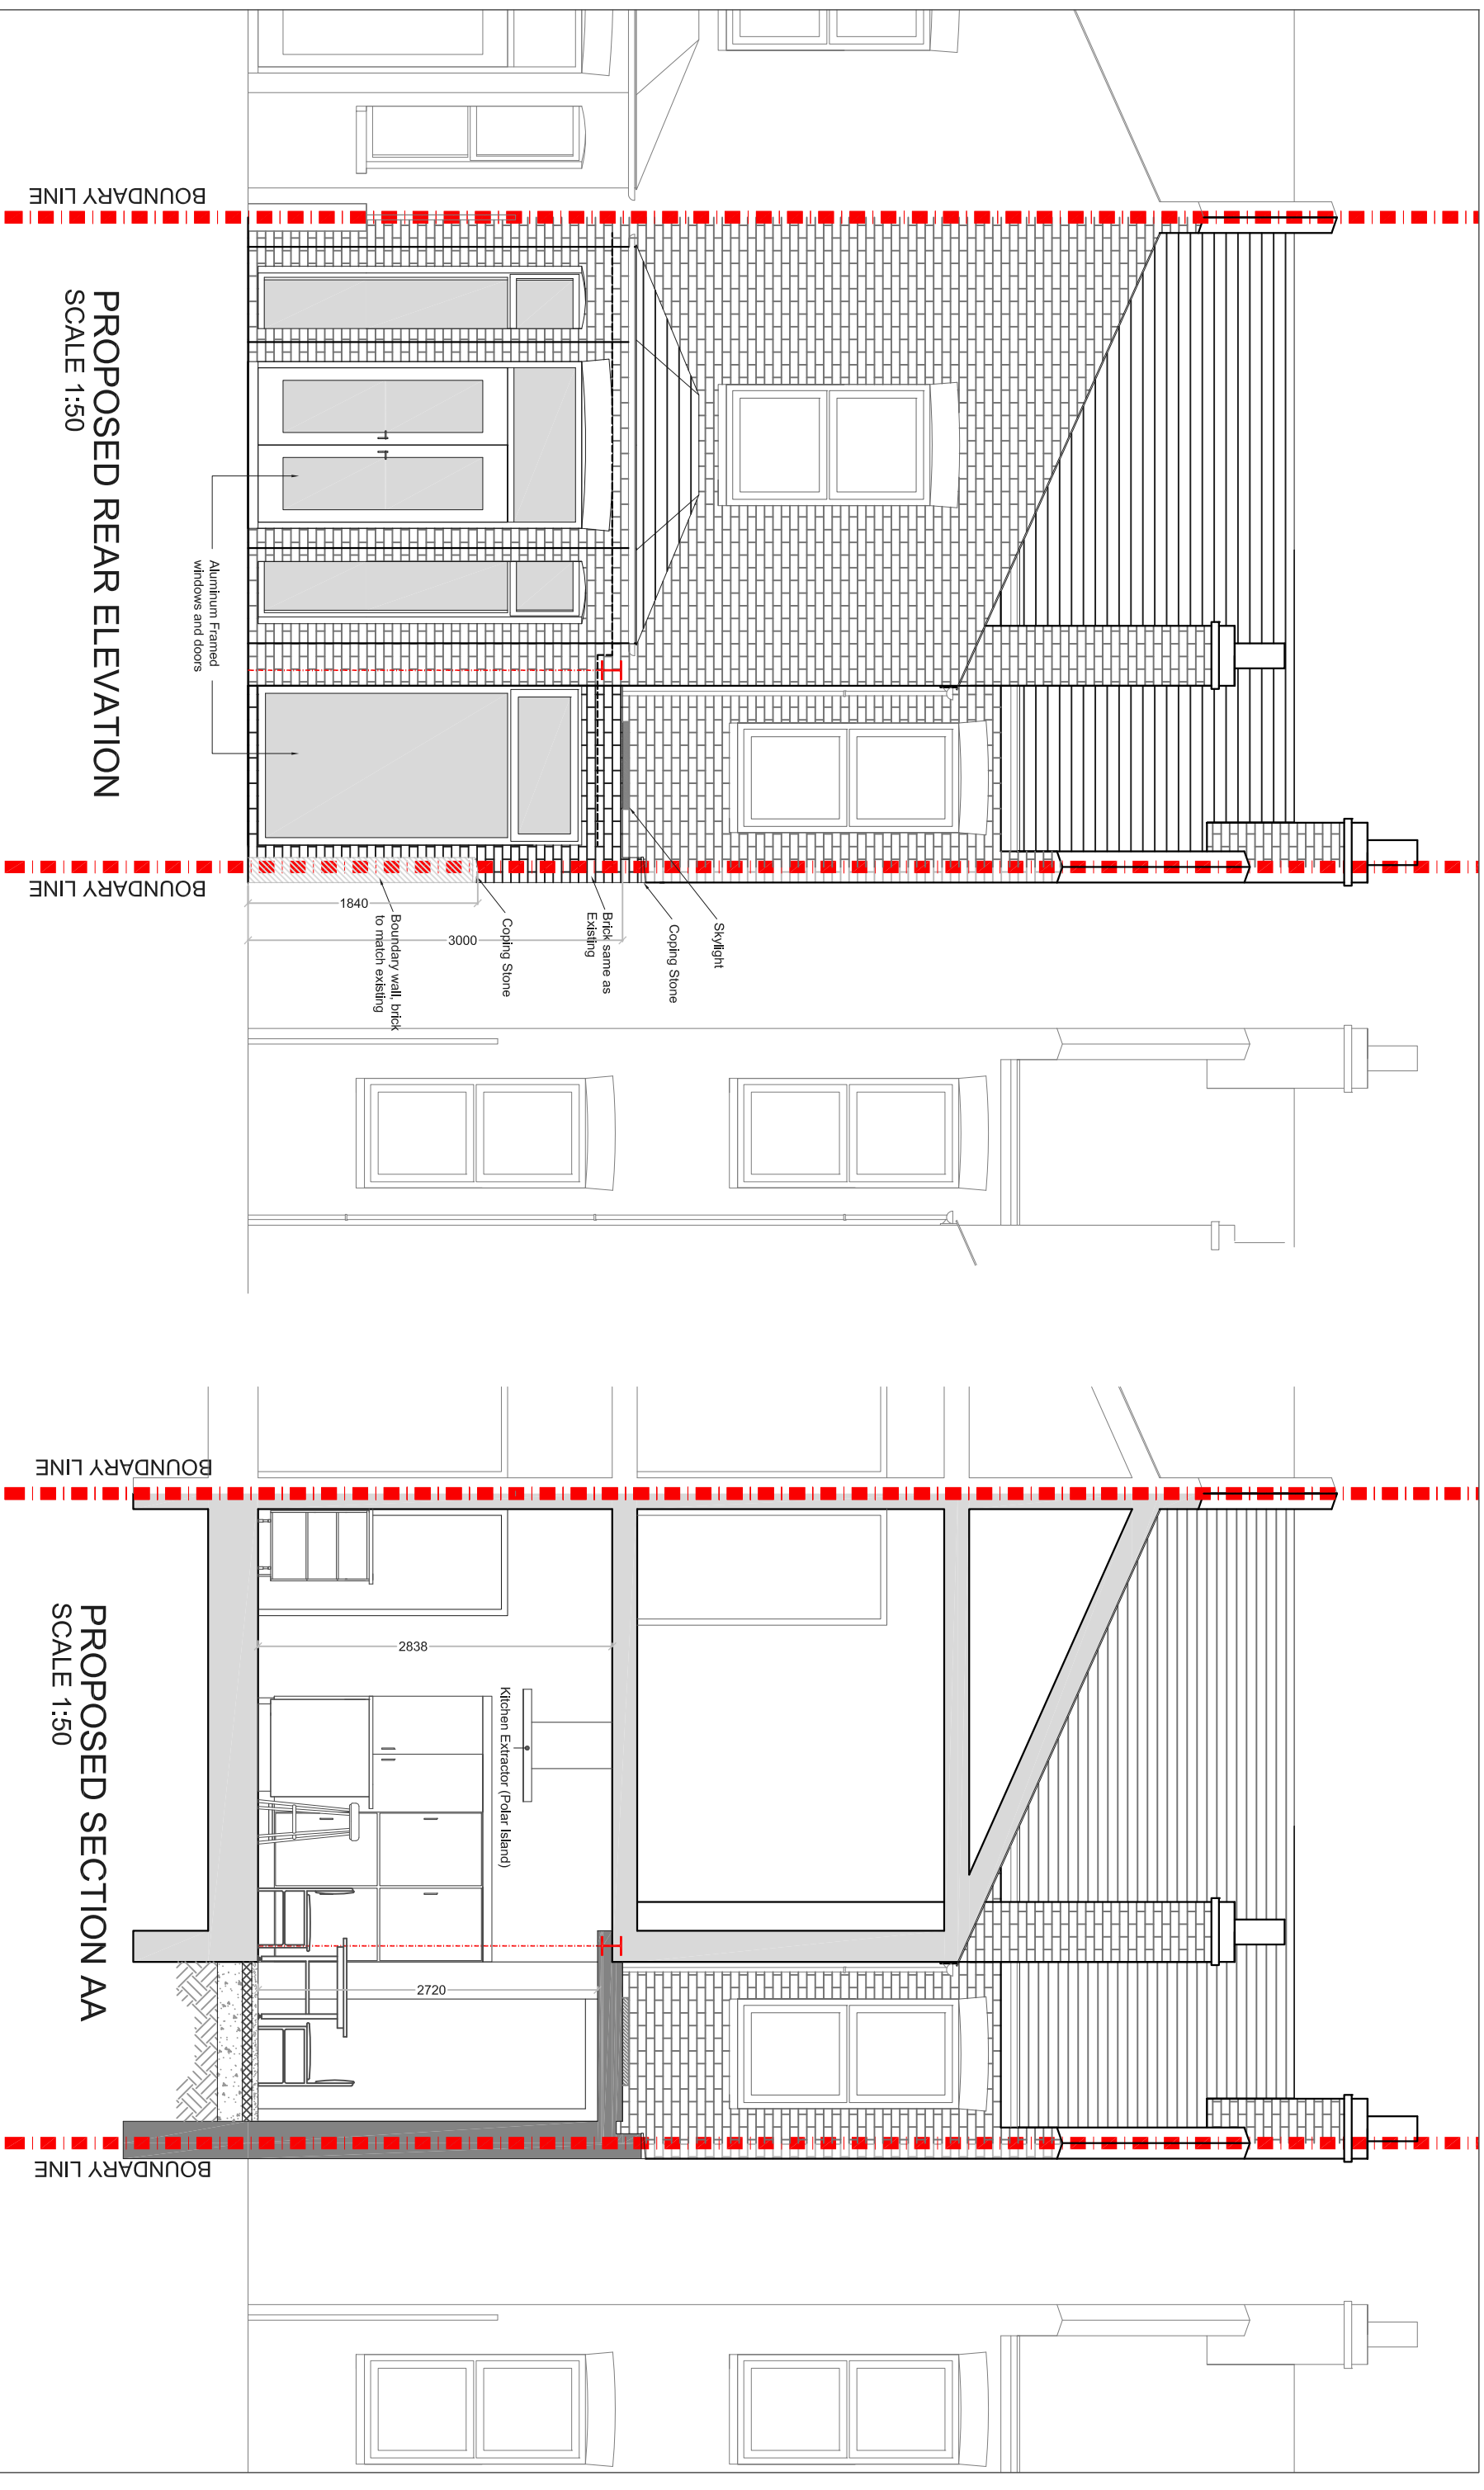 BOUNDARY LINE
Skylight
Coping Stone
Brick same as
Existing
Coping Stone
Boundary wall, brick
to match existing
3000
1840
Aluminum Framed
windows and doors
BOUNDARY LINE
PROPOSED REAR ELEVATION
SCALE 1:50
BOUNDARY LINE
2838
Kitchen Extractor (Polar Island)
2720
BOUNDARY LINE
PROPOSED SECTION AA
SCALE 1:50